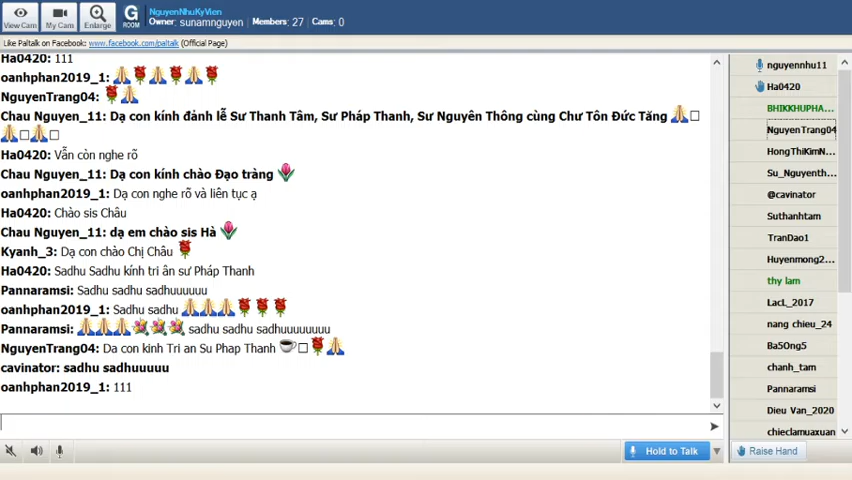 View Cam
My Cam
Enlarge
G
ROOM
NguyenNhuKyVien
Owner: sunamnguyen , Members: 27 , Cams: 0
Like Paltalk on Facebook: www.facebook.com/paltalk (Official Page)
Ha0420: 111
oanhphan2019_1:
NguyenTrang04:
Chau Nguyen_11: Dạ con kính đảnh lễ Sư Thanh Tâm, Sư Pháp Thanh, Sư Nguyên Thông cùng Chư Tôn Đức Tăng
Ha0420: Vẫn còn nghe rõ
Chau Nguyen_11: Dạ con kính chào Đạo tràng
oanhphan2019_1: Dạ con nghe rõ và liên tục ạ
Ha0420: Chào sis Châu
Chau Nguyen_11: dạ em chào sis Hà
Kyanh_3: Dạ con chào Chị Châu
Ha0420: Sadhu Sadhu kính tri ân sư Pháp Thanh
Pannaramsi: Sadhu sadhu sadhuuuuuu
oanhphan2019_1: Sadhu sadhu
Pannaramsi: sadhu sadhu sadhuuuuuuuu
NguyenTrang04: Da con kinh Tri an Su Phap Thanh
cavinator: sadhu sadhuuuuu
oanhphan2019_1: 111
Hold to Talk
nguyennhu11
Ha0420
BHIKKHUPHA...
NguyenTrang04
HongThiKimN...
Su_Nguyenth...
@cavinator
Suthanhtam
TranDao1
Huyenmong2...
thy lam
LacL_2017
nang chieu_24
Ba5Ong5
chanh_tam
Pannaramsi
Dieu Van_2020
chieclamuaxuan
Raise Hand